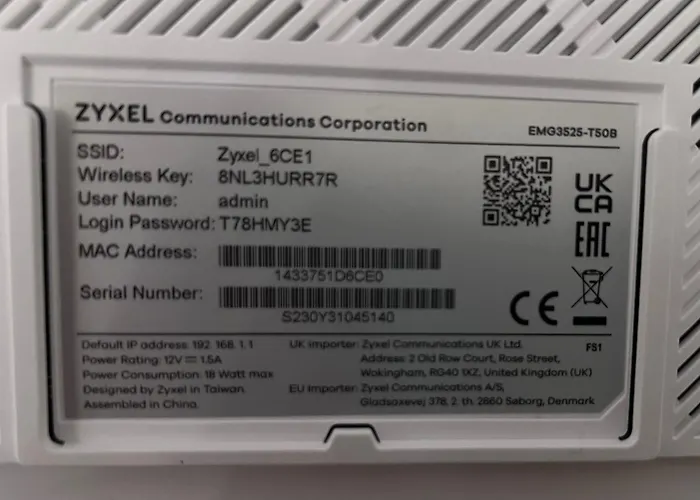 ZYXEL Communications Corporation
EMG3525-T50B
SSID: Zyxel_6CE1
Wireless Key: 8NL3HURR7R
User Name: admin
Login Password: T78HMY3E
MAC Address:
1433751D6CE0
Serial Number:
S230Y31045140
UK
CA
EAC
CE
Default IP address: 192. 168. 1. 1
Power Rating: 12V ⎓ 1.5A
Power Consumption: 18 Watt max
Designed by Zyxel in Taiwan.
Assembled in China.
UK Importer: Zyxel Communications UK Ltd.
Address: 2 Old Row Court, Rose Street,
Wokingham, RG40 1XZ, United Kingdom (UK)
EU Importer: Zyxel Communications A/S,
Gladsaxevej 378, 2. th. 2860 Søborg, Denmark
FS1